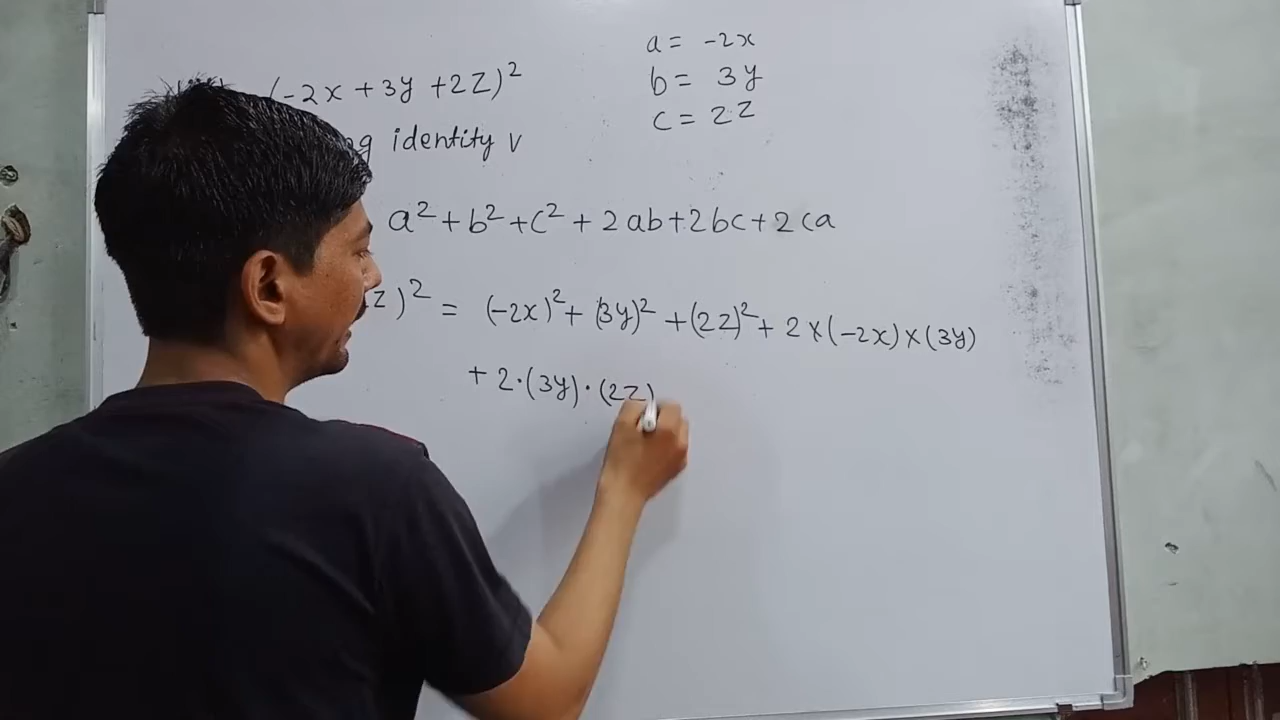 (-2x + 3y + 2z)²
a = -2x
b = 3y
c = 2z
identity V
a² + b² + c² + 2ab + 2bc + 2ca
z)² = (-2x)² + (3y)² + (2z)² + 2 × (-2x) × (3y)
+ 2·(3y)·(2z)